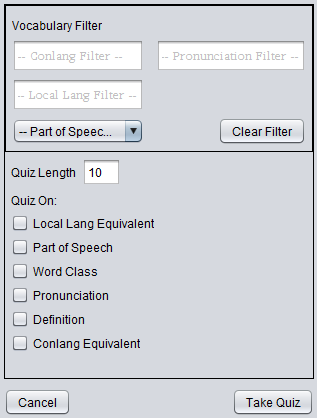 Vocabulary Filter
-- Conlang Filter -- -- Pronunciation Filter --
-- Local Lang Filter --
-- Part of Speec... Clear Filter
Quiz Length 10
Quiz On:
Local Lang Equivalent
Part of Speech
Word Class
Pronunciation
Definition
Conlang Equivalent
Cancel Take Quiz